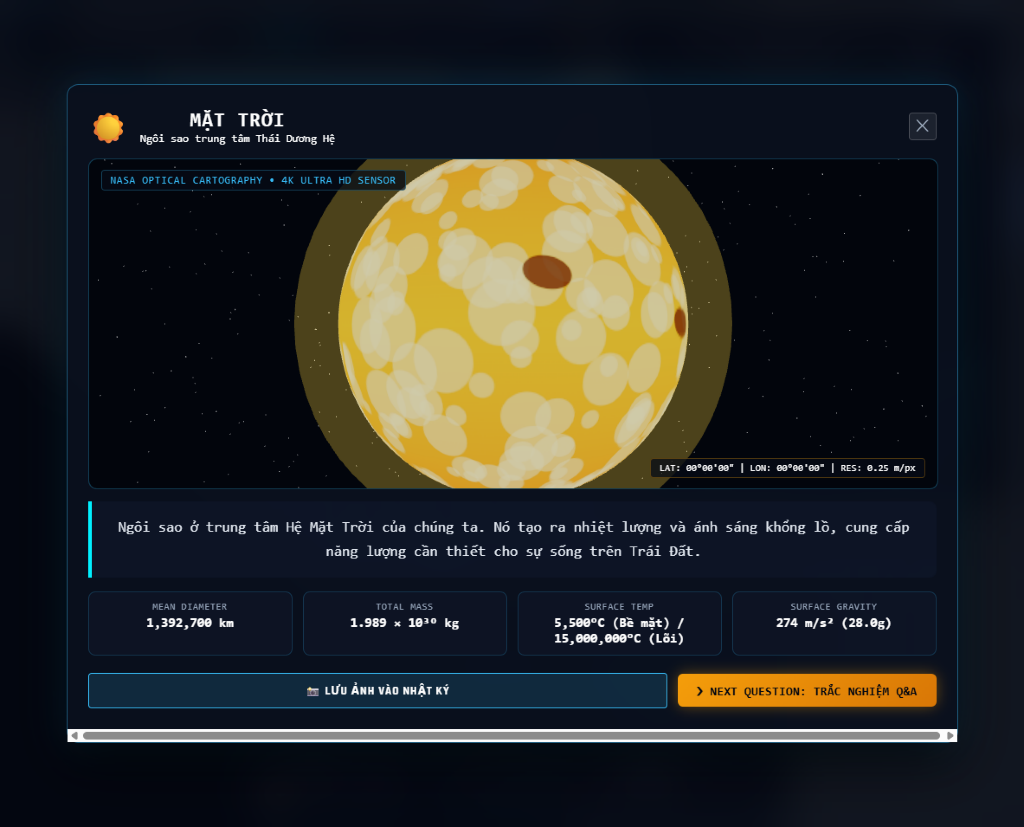 MẶT TRỜI
Ngôi sao trung tâm Thái Dương Hệ
NASA OPTICAL CARTOGRAPHY • 4K ULTRA HD SENSOR
LAT: 00°00'00" | LON: 00°00'00" | RES: 0.25 m/px
Ngôi sao ở trung tâm Hệ Mặt Trời của chúng ta. Nó tạo ra nhiệt lượng và ánh sáng khổng lồ, cung cấp
năng lượng cần thiết cho sự sống trên Trái Đất.
MEAN DIAMETER
1,392,700 km
TOTAL MASS
1.989 × 10³⁰ kg
SURFACE TEMP
5,500°C (Bề mặt) /
15,000,000°C (Lõi)
SURFACE GRAVITY
274 m/s² (28.0g)
📸 LƯU ẢNH VÀO NHẬT KÝ
❯ NEXT QUESTION: TRẮC NGHIỆM Q&A